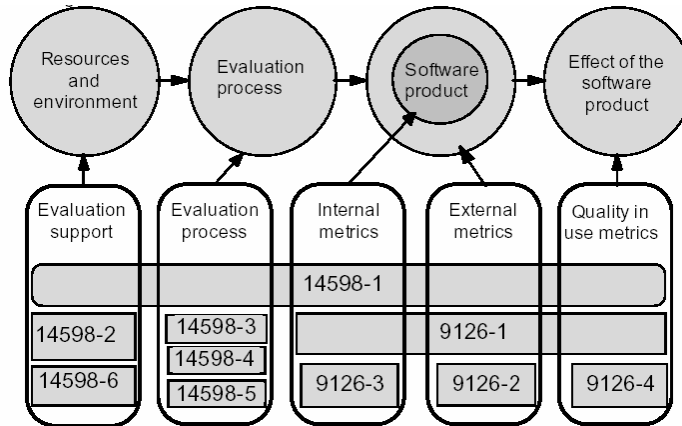 Resources
and
environment
Evaluation
process
Software
product
Effect of the
software
product
Evaluation
support
Evaluation
process
Internal
metrics
External
metrics
Quality in
use metrics
14598-1
14598-2
14598-3
9126-1
14598-4
14598-6
14598-5
9126-3
9126-2
9126-4